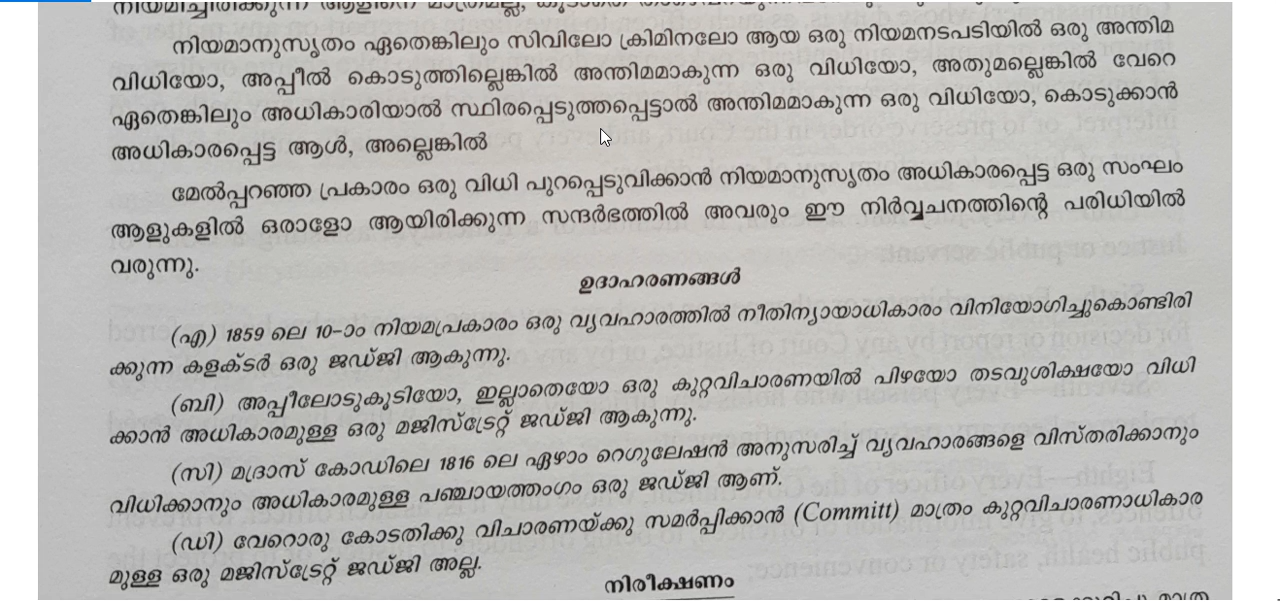 നിയമിച്ചിരിക്കുന്ന ആളിനെ മാത്രമല്ല,
നിയമാനുസൃതം ഏതെങ്കിലും സിവിലോ ക്രിമിനലോ ആയ ഒരു നിയമനടപടിയിൽ ഒരു അന്തിമ
വിധിയോ, അപ്പീൽ കൊടുത്തില്ലെങ്കിൽ അന്തിമമാകുന്ന ഒരു വിധിയോ, അതുമല്ലെങ്കിൽ വേറെ
ഏതെങ്കിലും അധികാരിയാൽ സ്ഥിരപ്പെടുത്തപ്പെട്ടാൽ അന്തിമമാകുന്ന ഒരു വിധിയോ, കൊടുക്കാൻ
അധികാരപ്പെട്ട ആൾ, അല്ലെങ്കിൽ
മേൽപ്പറഞ്ഞ പ്രകാരം ഒരു വിധി പുറപ്പെടുവിക്കാൻ നിയമാനുസൃതം അധികാരപ്പെട്ട ഒരു സംഘം
ആളുകളിൽ ഒരാളോ ആയിരിക്കുന്ന സന്ദർഭത്തിൽ അവരും ഈ നിർവ്വചനത്തിന്റെ പരിധിയിൽ
വരുന്നു.
ഉദാഹരണങ്ങൾ
(എ) 1859 ലെ 10-ാം നിയമപ്രകാരം ഒരു വ്യവഹാരത്തിൽ നീതിന്യായാധികാരം വിനിയോഗിച്ചുകൊണ്ടിരി
ക്കുന്ന കളക്ടർ ഒരു ജഡ്ജി ആകുന്നു.
(ബി) അപ്പീലോടുകൂടിയോ, ഇല്ലാതെയോ ഒരു കുറ്റവിചാരണയിൽ പിഴയോ തടവുശിക്ഷയോ വിധി
ക്കാൻ അധികാരമുള്ള ഒരു മജിസ്ട്രേറ്റ് ജഡ്ജി ആകുന്നു.
(സി) മദ്രാസ് കോഡിലെ 1816 ലെ ഏഴാം റെഗുലേഷൻ അനുസരിച്ച് വ്യവഹാരങ്ങളെ വിസ്തരിക്കാനും
വിധിക്കാനും അധികാരമുള്ള പഞ്ചായത്തംഗം ഒരു ജഡ്ജി ആണ്.
(ഡി) വേറൊരു കോടതിക്കു വിചാരണയ്ക്കു സമർപ്പിക്കാൻ (Committ) മാത്രം കുറ്റവിചാരണാധികാര
മുള്ള ഒരു മജിസ്ട്രേറ്റ് ജഡ്ജി അല്ല.
നിരീക്ഷണം